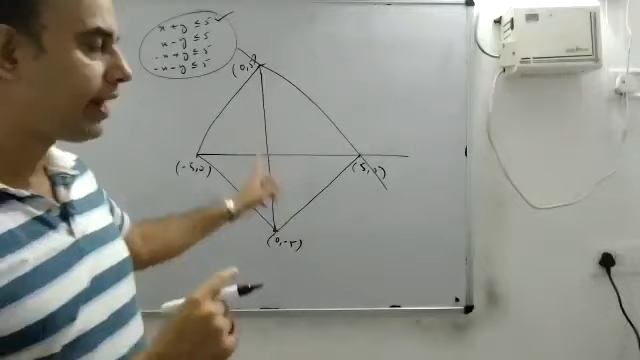 x + y ≤ 5 ✓
x - y ≤ 5
-x + y ≤ 5
-x - y ≤ 5
(0,5)
(-5,0)
(5,0)
(0,-5)